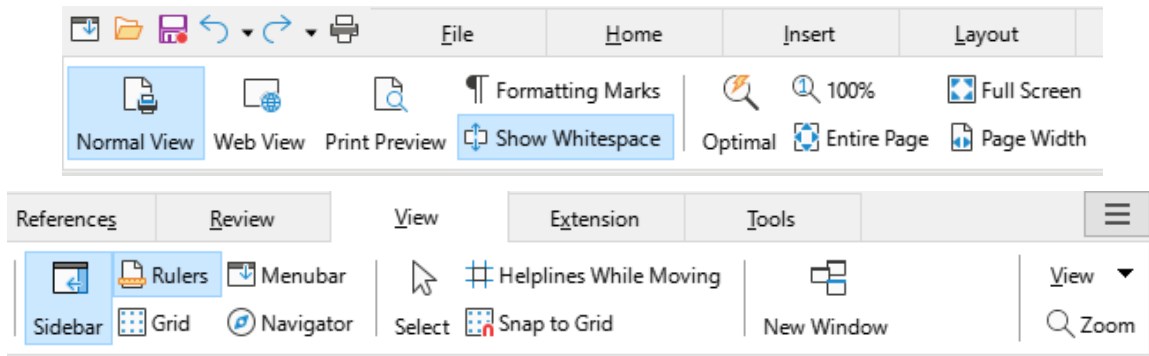 File Home Insert Layout
Formatting Marks 100% Full Screen
Normal View Web View Print Preview Show Whitespace Optimal Entire Page Page Width
References Review View Extension Tools
Rulers Menubar Helplines While Moving View
Sidebar Grid Navigator Select Snap to Grid New Window Zoom